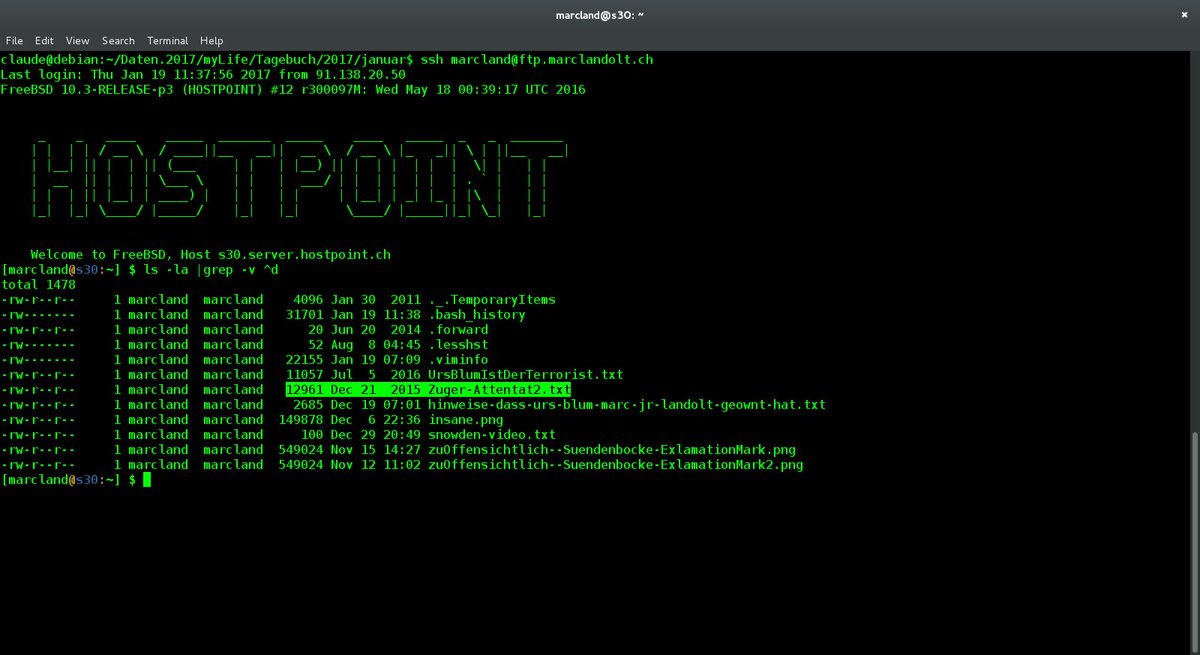 marcland@s30: ~
File Edit View Search Terminal Help
claude@debian:~/Daten.2017/myLife/Tagebuch/2017/januar$ ssh marcland@ftp.marclandolt.ch
Last login: Thu Jan 19 11:37:56 2017 from 91.138.20.50
FreeBSD 10.3-RELEASE-p3 (HOSTPOINT) #12 r300097M: Wed May 18 00:39:17 UTC 2016
HOSTPOINT
Welcome to FreeBSD, Host s30.server.hostpoint.ch
[marcland@s30:~] $ ls -la |grep -v ^d
total 1478
-rw-r--r-- 1 marcland marcland 4096 Jan 30 2011 ._.TemporaryItems
-rw------- 1 marcland marcland 31701 Jan 19 11:38 .bash_history
-rw-r--r-- 1 marcland marcland 20 Jun 20 2014 .forward
-rw------- 1 marcland marcland 52 Aug 8 04:45 .lesshst
-rw------- 1 marcland marcland 22155 Jan 19 07:09 .viminfo
-rw-r--r-- 1 marcland marcland 11057 Jul 5 2016 UrsBlumIstDerTerrorist.txt
-rw-r--r-- 1 marcland marcland 12961 Dec 21 2015 Zuger-Attentat2.txt
-rw-r--r-- 1 marcland marcland 2685 Dec 19 07:01 hinweise-dass-urs-blum-marc-jr-landolt-geownt-hat.txt
-rw-r--r-- 1 marcland marcland 149878 Dec 6 22:36 insane.png
-rw-r--r-- 1 marcland marcland 100 Dec 29 20:49 snowden-video.txt
-rw-r--r-- 1 marcland marcland 549024 Nov 15 14:27 zuOffensichtlich--Suendenbocke-ExlamationMark.png
-rw-r--r-- 1 marcland marcland 549024 Nov 12 11:02 zuOffensichtlich--Suendenbocke-ExlamationMark2.png
[marcland@s30:~] $